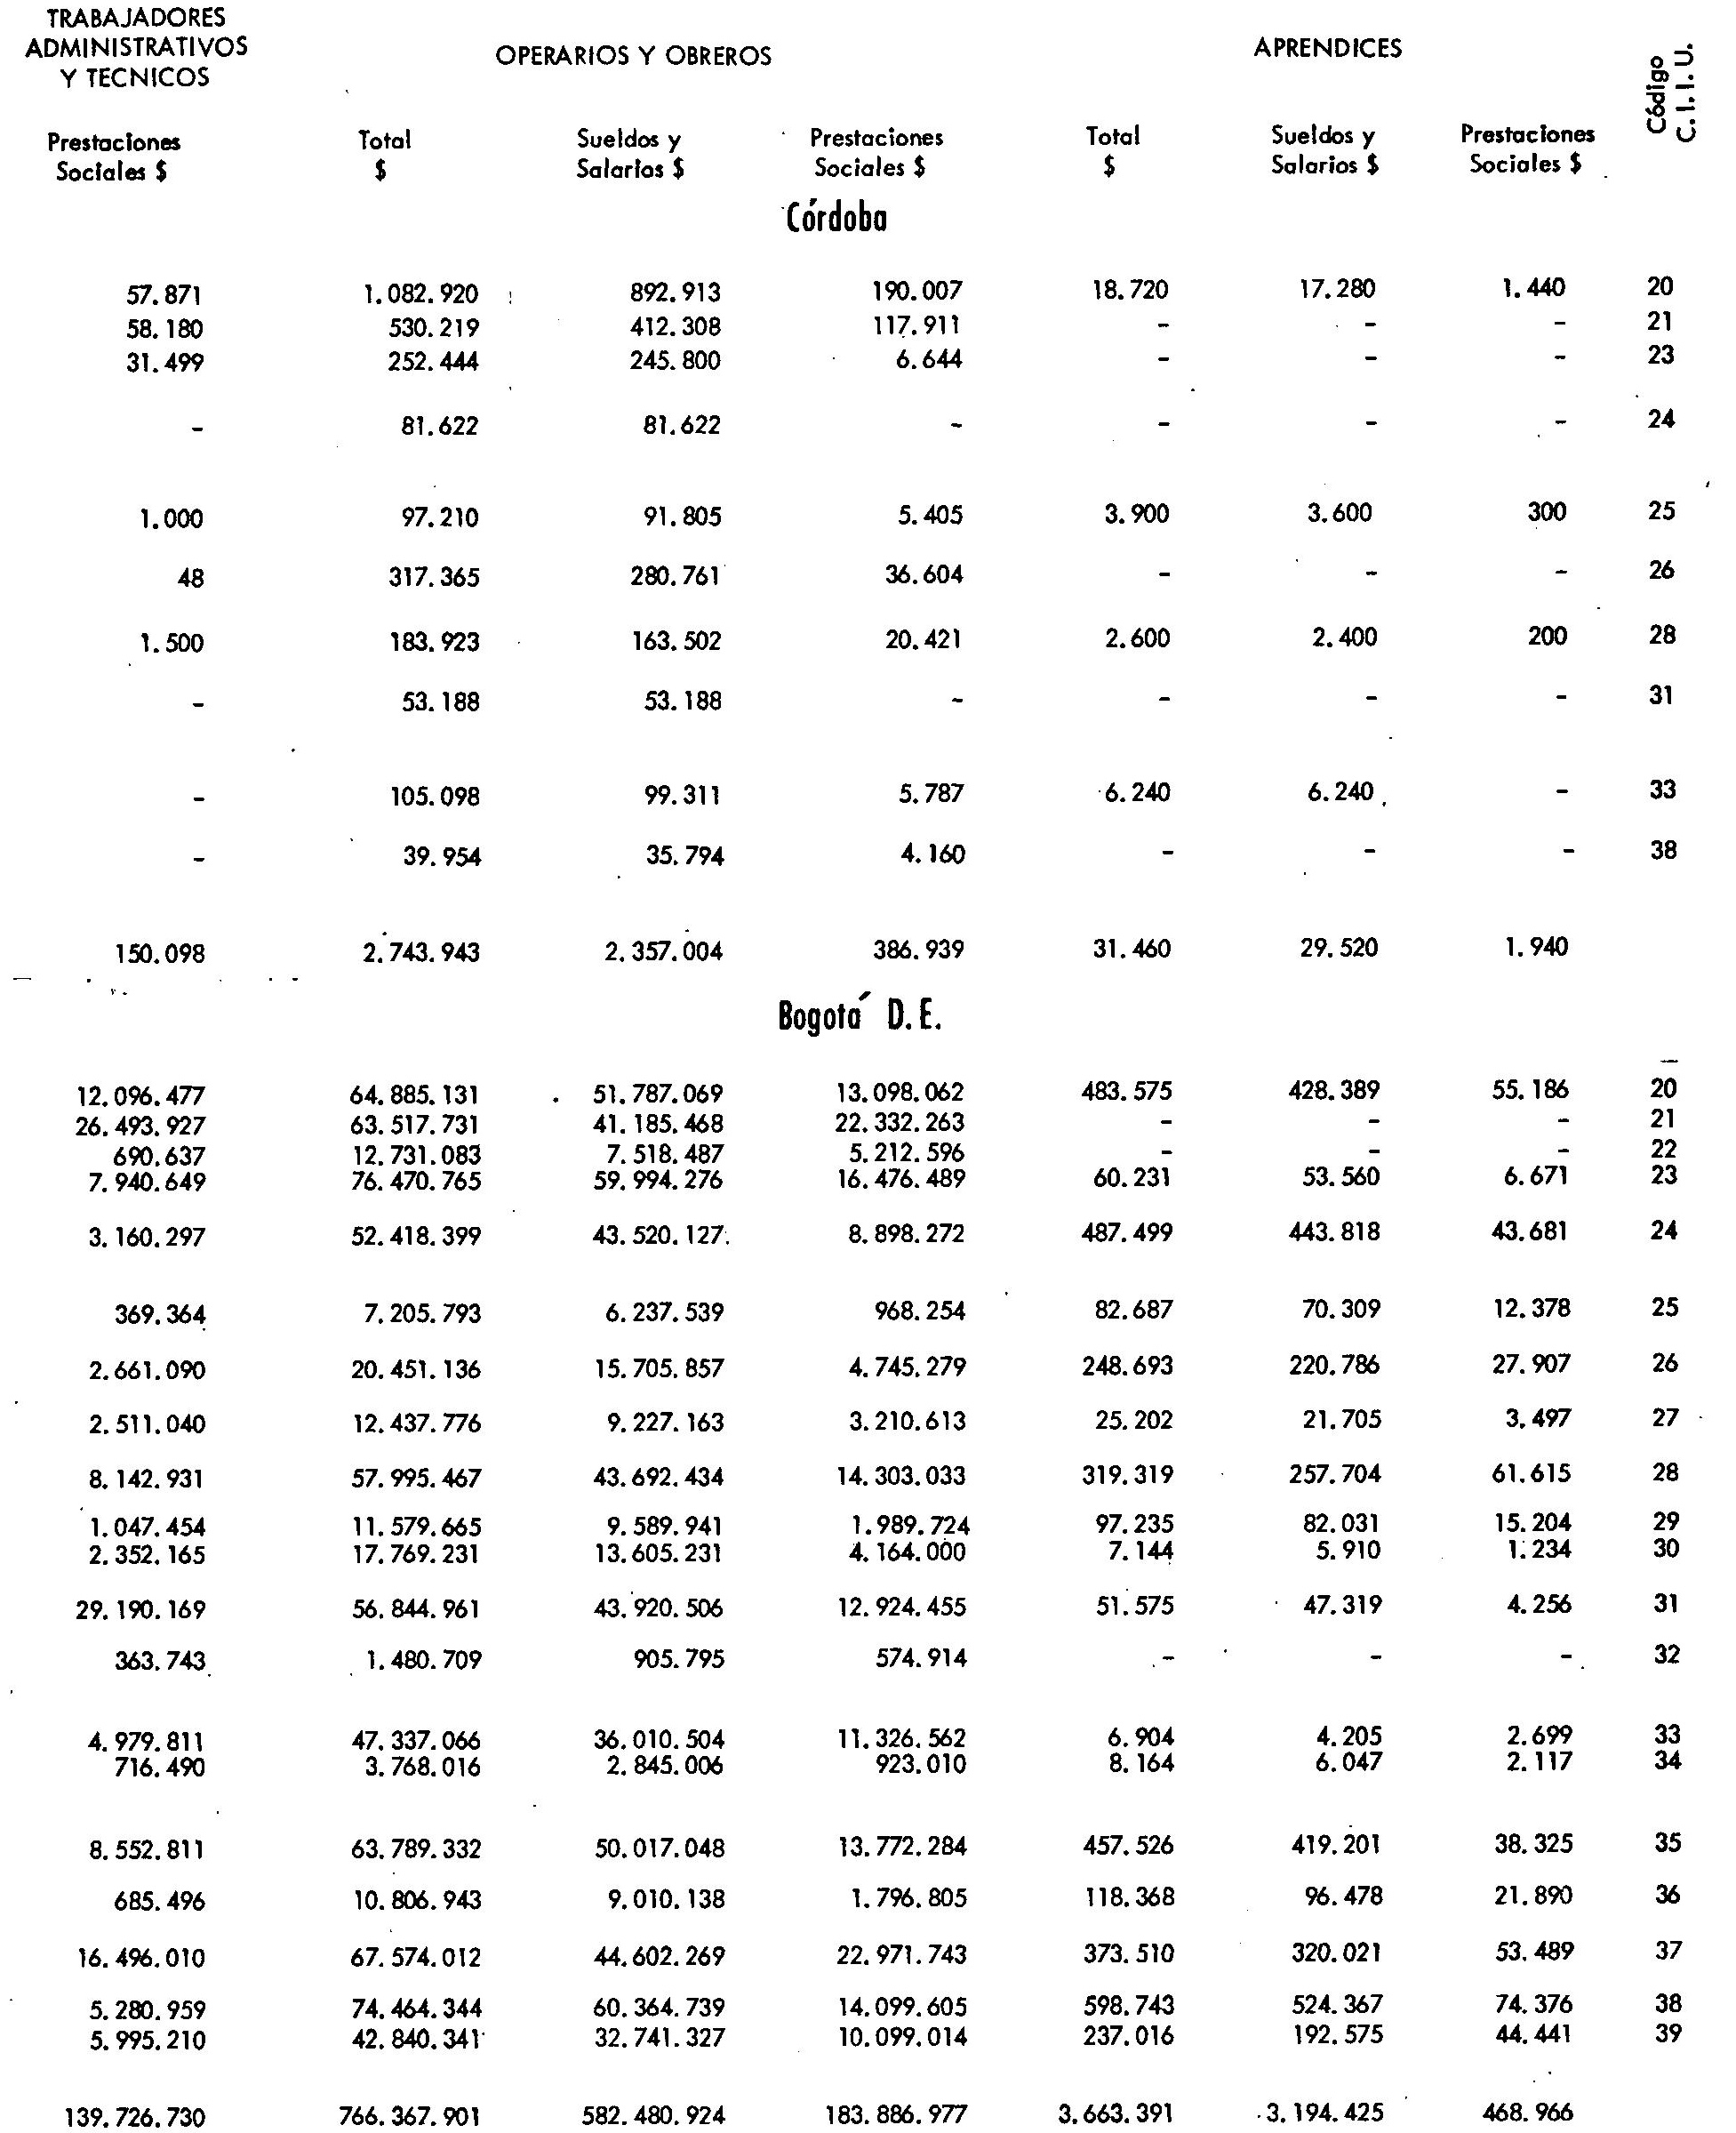 TRABAJADORES ADMINISTRATIVOS Y TECNICOS OPERARIOS Y OBREROS APRENDICES Código C.I.I.U.
Prestaciones Sociales $ Total $ Sueldos y Salarios $ Prestaciones Sociales $ Total $ Sueldos y Salarios $ Prestaciones Sociales $
Córdoba
57.871 1.082.920 892.913 190.007 18.720 17.280 1.440 20
58.180 530.219 412.308 117.911 - - - 21
31.499 252.444 245.800 6.644 - - - 23
- 81.622 81.622 - - - - 24
1.000 97.210 91.805 5.405 3.900 3.600 300 25
48 317.365 280.761 36.604 - - - 26
1.500 183.923 163.502 20.421 2.600 2.400 200 28
- 53.188 53.188 - - - - 31
- 105.098 99.311 5.787 6.240 6.240 - 33
- 39.954 35.794 4.160 - - - 38
150.098 2.743.943 2.357.004 386.939 31.460 29.520 1.940
Bogotá D.E.
12.096.477 64.885.131 51.787.069 13.098.062 483.575 428.389 55.186 20
26.493.927 63.517.731 41.185.468 22.332.263 - - - 21
690.637 12.731.083 7.518.487 5.212.596 - - - 22
7.940.649 76.470.765 59.994.276 16.476.489 60.231 53.560 6.671 23
3.160.297 52.418.399 43.520.127 8.898.272 487.499 443.818 43.681 24
369.364 7.205.793 6.237.539 968.254 82.687 70.309 12.378 25
2.661.090 20.451.136 15.705.857 4.745.279 248.693 220.786 27.907 26
2.511.040 12.437.776 9.227.163 3.210.613 25.202 21.705 3.497 27
8.142.931 57.995.467 43.692.434 14.303.033 319.319 257.704 61.615 28
1.047.454 11.579.665 9.589.941 1.989.724 97.235 82.031 15.204 29
2.352.165 17.769.231 13.605.231 4.164.000 7.144 5.910 1.234 30
29.190.169 56.844.961 43.920.506 12.924.455 51.575 47.319 4.256 31
363.743 1.480.709 905.795 574.914 - - - 32
4.979.811 47.337.066 36.010.504 11.326.562 6.904 4.205 2.699 33
716.490 3.768.016 2.845.006 923.010 8.164 6.047 2.117 34
8.552.811 63.789.332 50.017.048 13.772.284 457.526 419.201 38.325 35
685.496 10.806.943 9.010.138 1.796.805 118.368 96.478 21.890 36
16.496.010 67.574.012 44.602.269 22.971.743 373.510 320.021 53.489 37
5.280.959 74.464.344 60.364.739 14.099.605 598.743 524.367 74.376 38
5.995.210 42.840.341 32.741.327 10.099.014 237.016 192.575 44.441 39
139.726.730 766.367.901 582.480.924 183.886.977 3.663.391 3.194.425 468.966